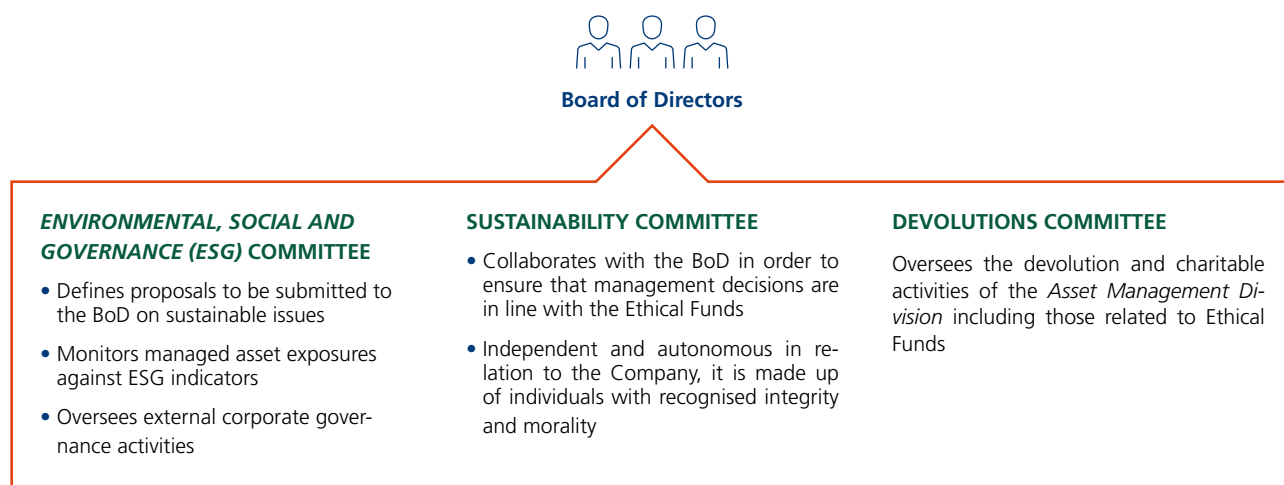 Board of Directors
ENVIRONMENTAL, SOCIAL AND
GOVERNANCE (ESG) COMMITTEE
• Defines proposals to be submitted to
the BoD on sustainable issues
• Monitors managed asset exposures
against ESG indicators
• Oversees external corporate gover-
nance activities
SUSTAINABILITY COMMITTEE
• Collaborates with the BoD in order to
ensure that management decisions are
in line with the Ethical Funds
• Independent and autonomous in re-
lation to the Company, it is made up
of individuals with recognised integrity
and morality
DEVOLUTIONS COMMITTEE
Oversees the devolution and charitable
activities of the Asset Management Di-
vision including those related to Ethical
Funds